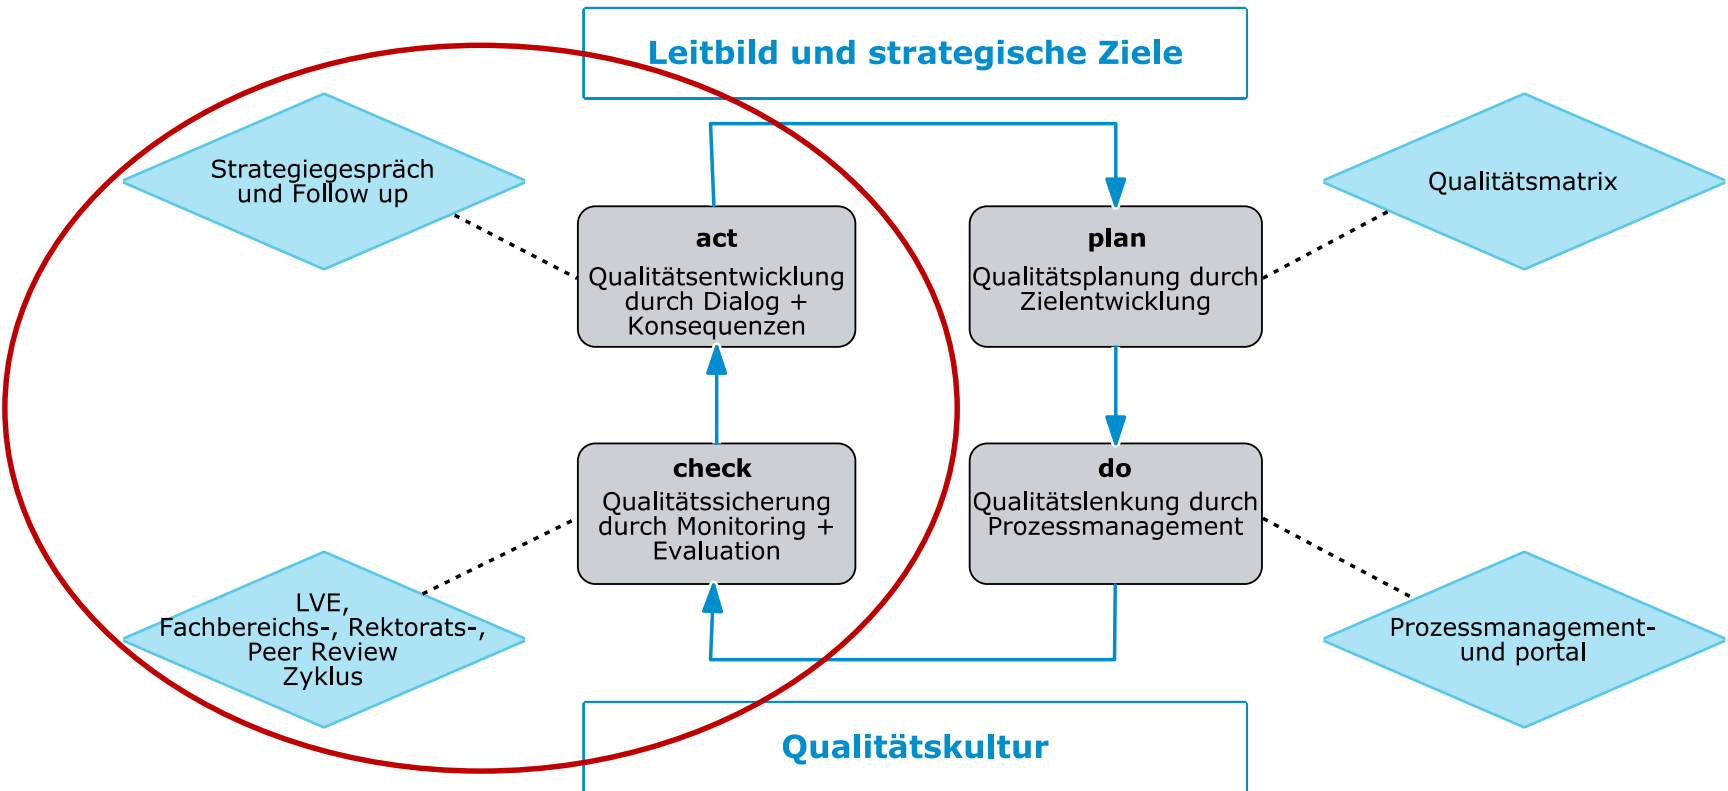 Leitbild und strategische Ziele
Strategiegespräch
und Follow up
act
Qualitätsentwicklung
durch Dialog +
Konsequenzen
plan
Qualitätsplanung durch
Zielentwicklung
Qualitätsmatrix
check
Qualitätssicherung
durch Monitoring +
Evaluation
do
Qualitätslenkung durch
Prozessmanagement
LVE,
Fachbereichs-, Rektorats-,
Peer Review
Zyklus
Prozessmanagement-
und portal
Qualitätskultur